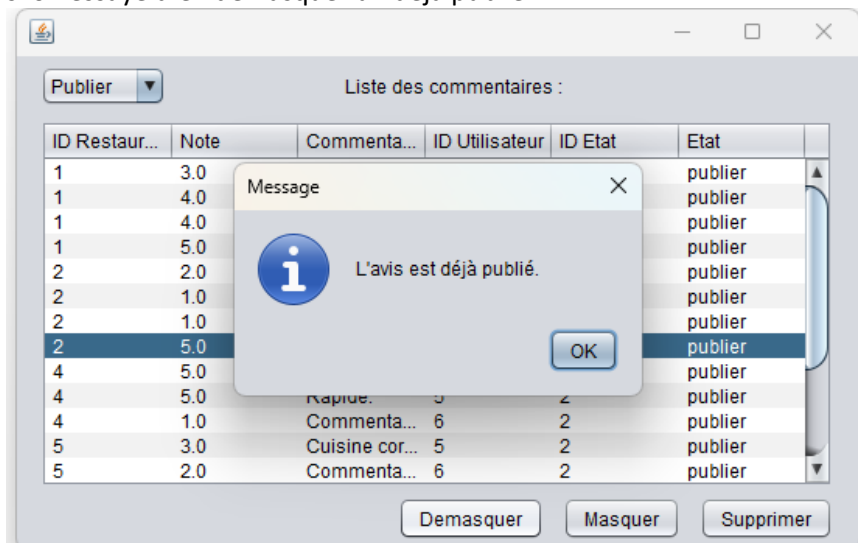 Publier
Liste des commentaires :
ID Restaur... Note Commenta... ID Utilisateur ID Etat Etat
1 3.0 publier
1 4.0 publier
1 4.0 publier
1 5.0 publier
2 2.0 publier
2 1.0 publier
2 1.0 publier
2 5.0 publier
4 5.0 publier
4 5.0 Rapide. 5 2 publier
4 1.0 Commenta... 6 2 publier
5 3.0 Cuisine cor... 5 2 publier
5 2.0 Commenta... 6 2 publier
Message
L'avis est déjà publié.
OK
Demasquer Masquer Supprimer